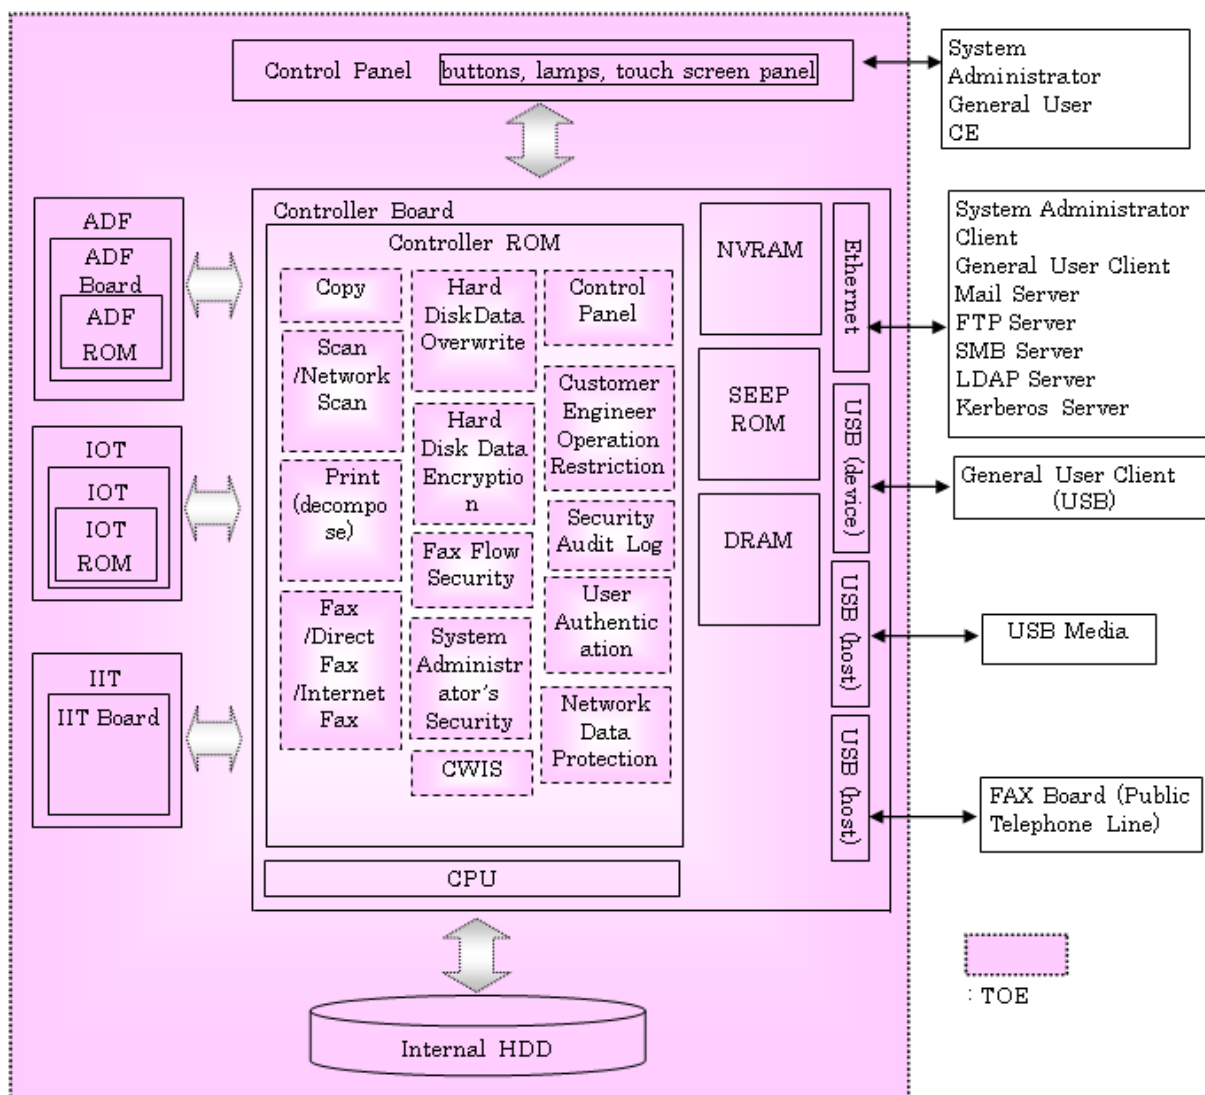 Control Panel
buttons, lamps, touch screen panel
System
Administrator
General User
CE
ADF
ADF
Board
ADF
ROM
IOT
IOT
IOT
ROM
IIT
IIT Board
Controller Board
Controller ROM
Copy
Scan
/Network
Scan
Print
(decompo
se)
Fax
/Direct
Fax
/Internet
Fax
Hard
DiskData
Overwrite
Hard
Disk Data
Encryptio
n
Fax Flow
Security
System
Administr
ator's
Security
CWIS
Control
Panel
Customer
Engineer
Operation
Restriction
Security
Audit Log
User
Authentic
ation
Network
Data
Protection
CPU
NVRAM
SEEP
ROM
DRAM
Ethernet
USB (device)
USB (host)
USB (host)
System Administrator
Client
General User Client
Mail Server
FTP Server
SMB Server
LDAP Server
Kerberos Server
General User Client
(USB)
USB Media
FAX Board (Public
Telephone Line)
Internal HDD
: TOE